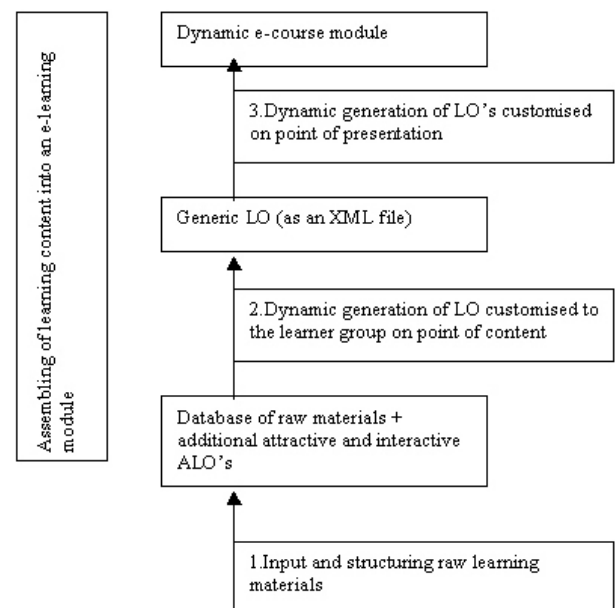 Assembling of learning content into an e-learning
module
Dynamic e-course module
3.Dynamic generation of LO's customised
on point of presentation
Generic LO (as an XML file)
2.Dynamic generation of LO customised to
the learner group on point of content
Database of raw materials +
additional attractive and interactive
ALO's
1.Input and structuring raw learning
materials